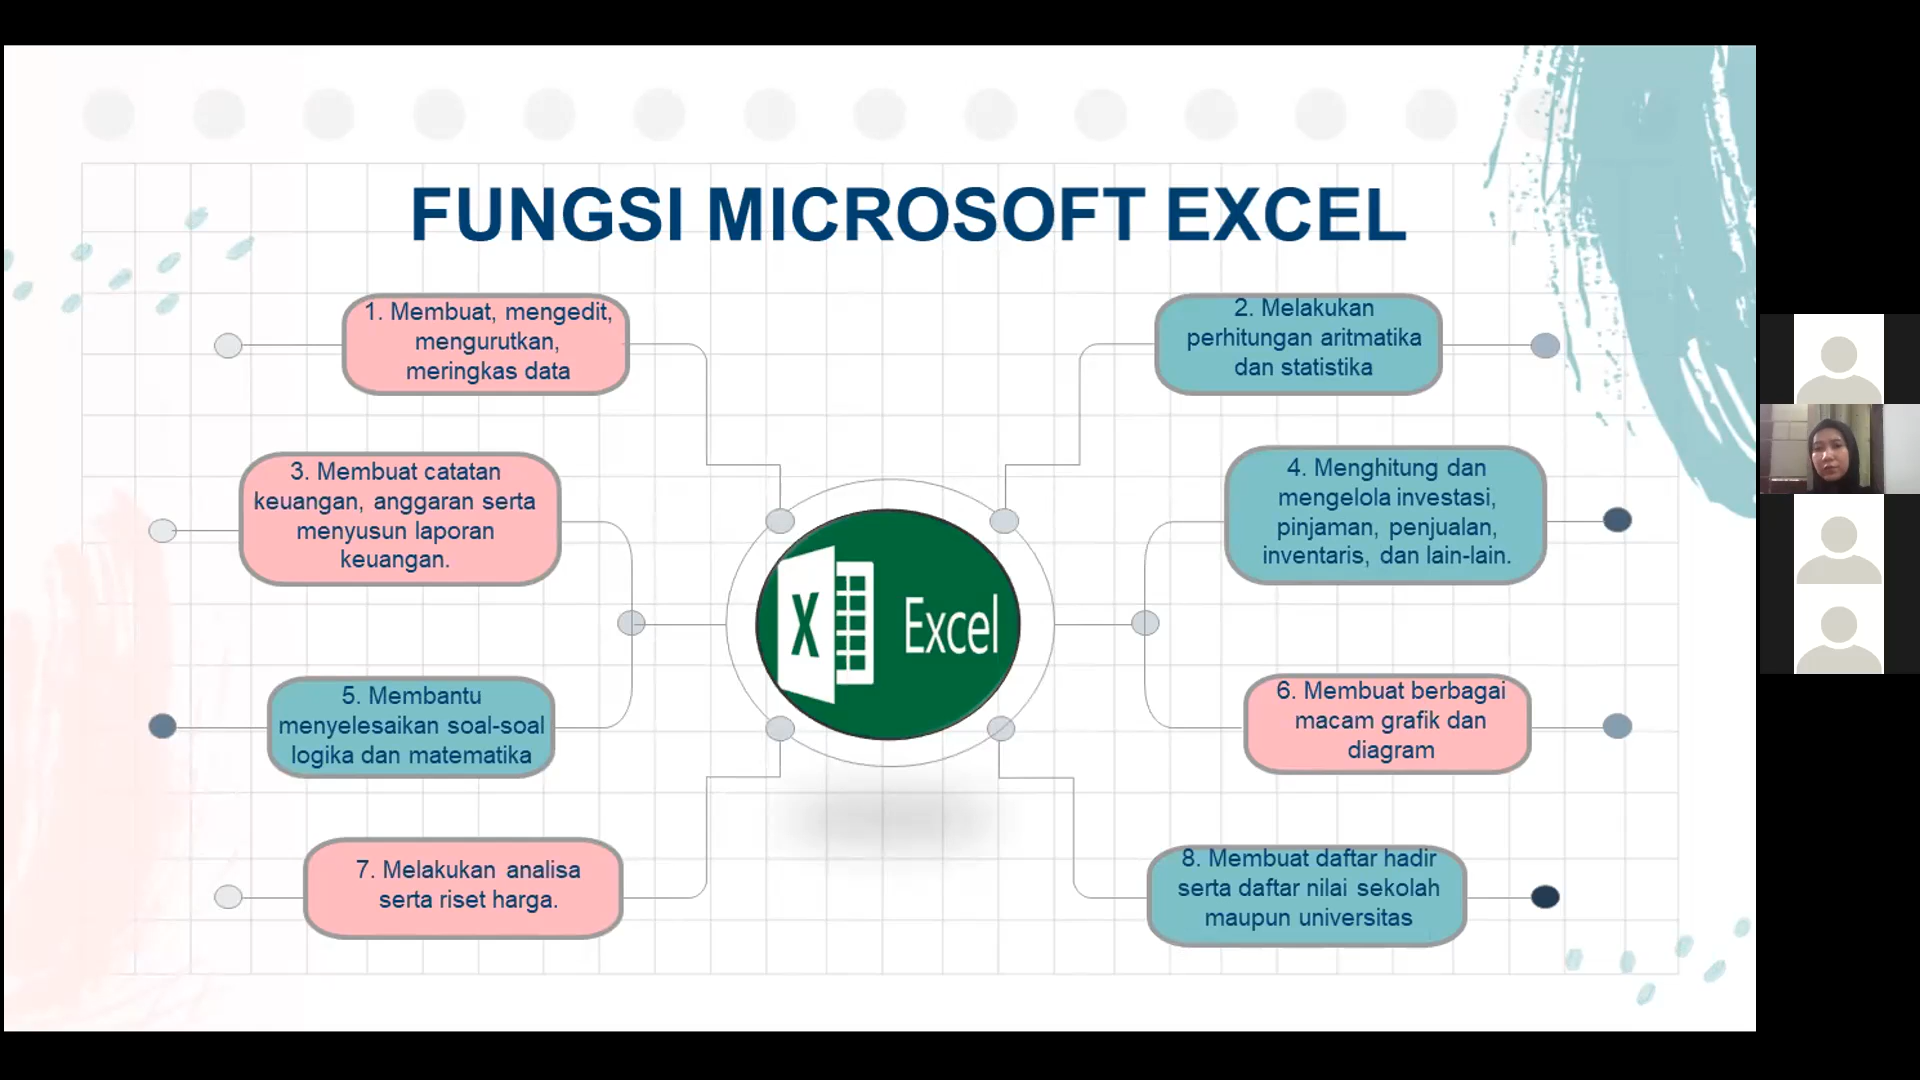 FUNGSI MICROSOFT EXCEL
1. Membuat, mengedit,
mengurutkan,
meringkas data
2. Melakukan
perhitungan aritmatika
dan statistika
3. Membuat catatan
keuangan, anggaran serta
menyusun laporan
keuangan.
4. Menghitung dan
mengelola investasi,
pinjaman, penjualan,
inventaris, dan lain-lain.
X Excel
5. Membantu
menyelesaikan soal-soal
logika dan matematika
6. Membuat berbagai
macam grafik dan
diagram
7. Melakukan analisa
serta riset harga.
8. Membuat daftar hadir
serta daftar nilai sekolah
maupun universitas